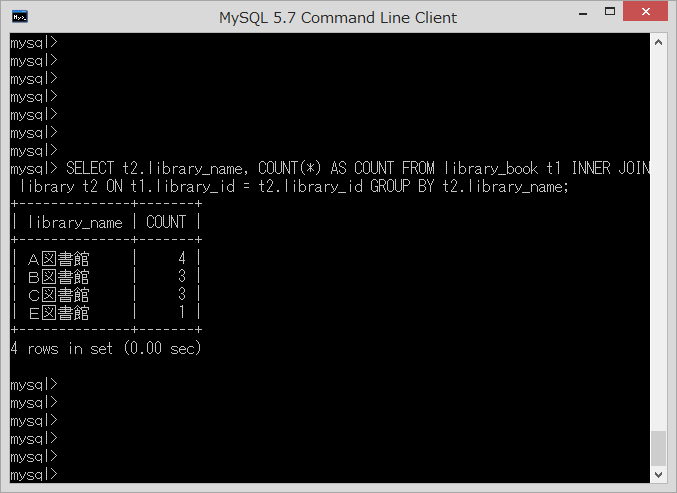 MySQL 5.7 Command Line Client
mysql>
mysql>
mysql>
mysql>
mysql>
mysql>
mysql>
mysql> SELECT t2.library_name, COUNT(*) AS COUNT FROM library_book t1 INNER JOIN
 library t2 ON t1.library_id = t2.library_id GROUP BY t2.library_name;
+--------------+-------+
| library_name | COUNT |
+--------------+-------+
| A図書館     |     4 |
| B図書館     |     3 |
| C図書館     |     3 |
| E図書館     |     1 |
+--------------+-------+
4 rows in set (0.00 sec)
mysql>
mysql>
mysql>
mysql>
mysql>
mysql>